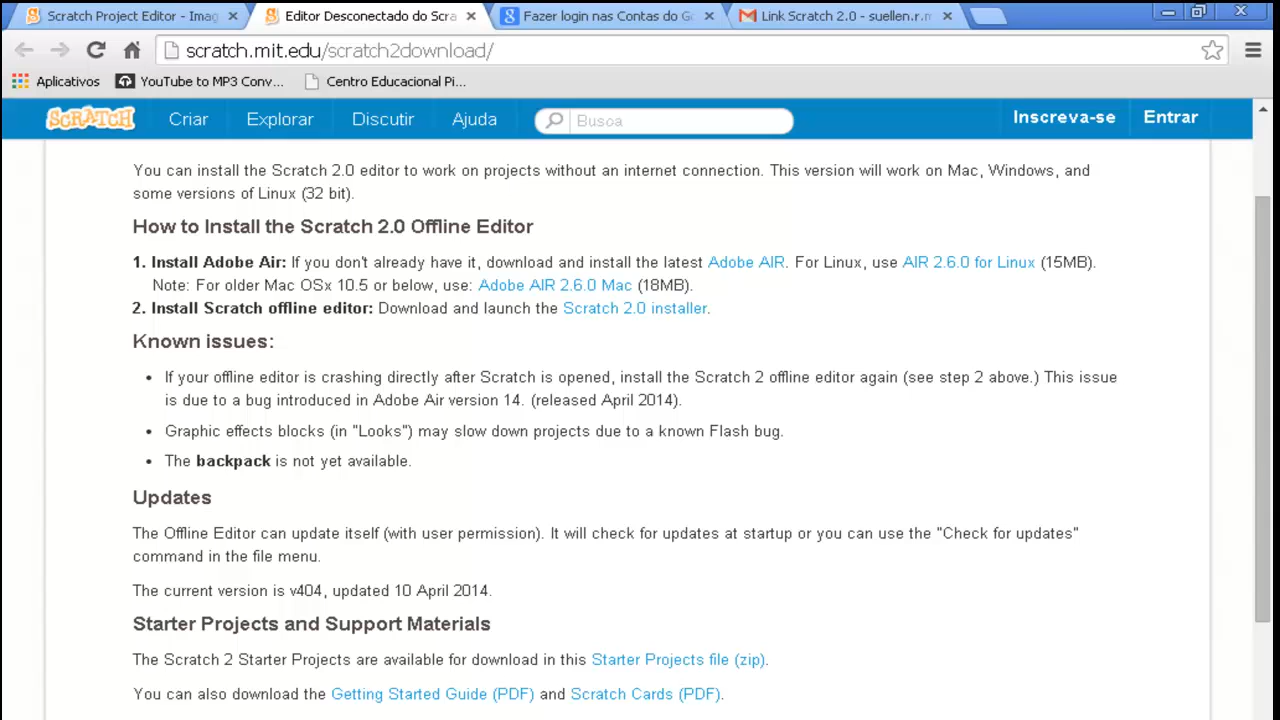 Scratch Project Editor - Imag
Editor Desconectado do Scra
Fazer login nas Contas do Go
Link Scratch 2.0 - suellen.r.m
scratch.mit.edu/scratch2download/
Aplicativos YouTube to MP3 Conv... Centro Educacional Pi...
SCRATCH Criar Explorar Discutir Ajuda Busca Inscreva-se Entrar
You can install the Scratch 2.0 editor to work on projects without an internet connection. This version will work on Mac, Windows, and
some versions of Linux (32 bit).
How to Install the Scratch 2.0 Offline Editor
1. Install Adobe Air: If you don't already have it, download and install the latest Adobe AIR. For Linux, use AIR 2.6.0 for Linux (15MB).
Note: For older Mac OSx 10.5 or below, use: Adobe AIR 2.6.0 Mac (18MB).
2. Install Scratch offline editor: Download and launch the Scratch 2.0 installer.
Known issues:
• If your offline editor is crashing directly after Scratch is opened, install the Scratch 2 offline editor again (see step 2 above.) This issue
is due to a bug introduced in Adobe Air version 14. (released April 2014).
• Graphic effects blocks (in "Looks") may slow down projects due to a known Flash bug.
• The backpack is not yet available.
Updates
The Offline Editor can update itself (with user permission). It will check for updates at startup or you can use the "Check for updates"
command in the file menu.
The current version is v404, updated 10 April 2014.
Starter Projects and Support Materials
The Scratch 2 Starter Projects are available for download in this Starter Projects file (zip).
You can also download the Getting Started Guide (PDF) and Scratch Cards (PDF).